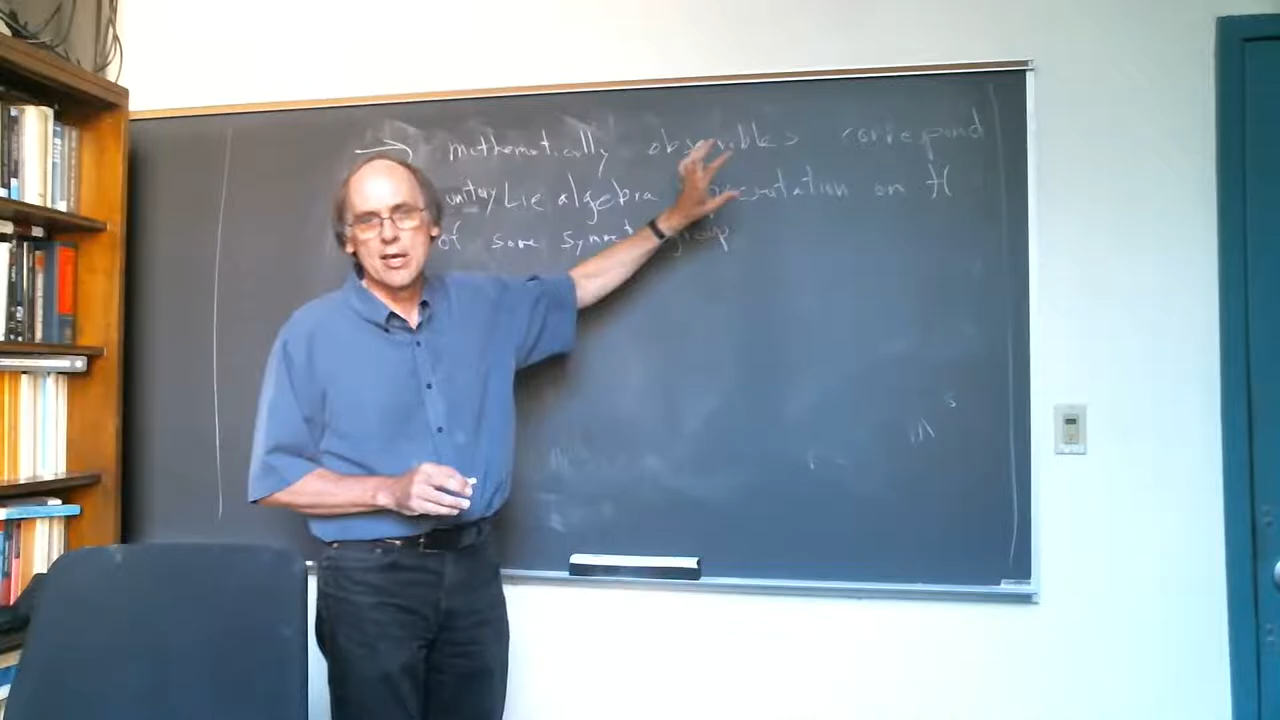 → mathematically observables correspond
unitary Lie algebra representation on H
of some symmetry group